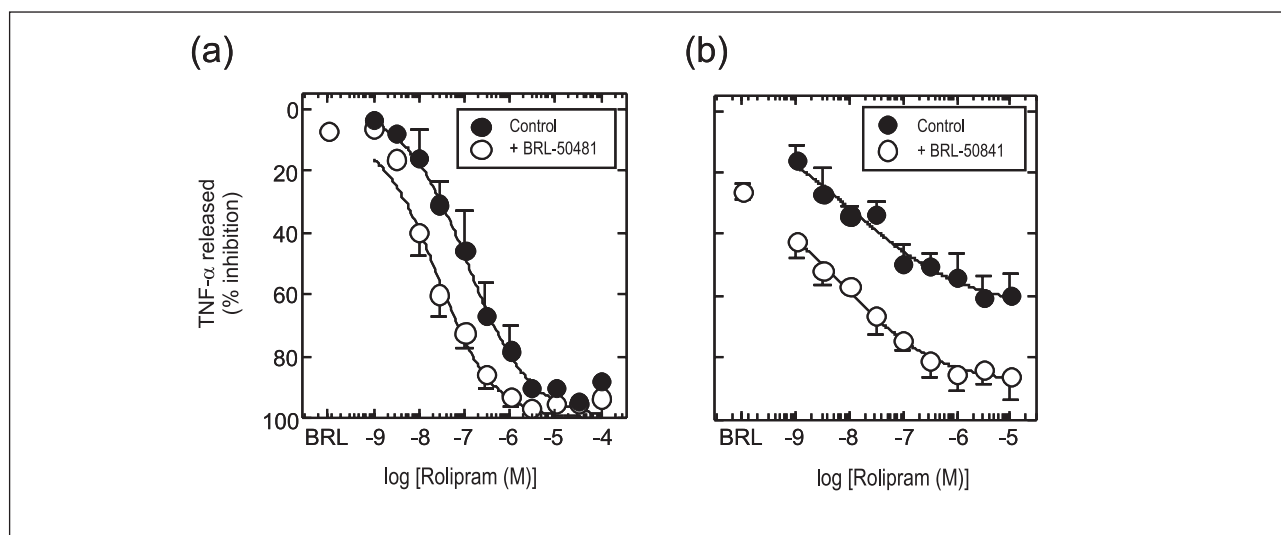 (a)
(b)
Control
+ BRL-50481
Control
+ BRL-50841
0
20
40
60
80
100
TNF-α released
(% inhibition)
BRL -9 -8 -7 -6 -5 -4
BRL -9 -8 -7 -6 -5
log [Rolipram (M)]
log [Rolipram (M)]